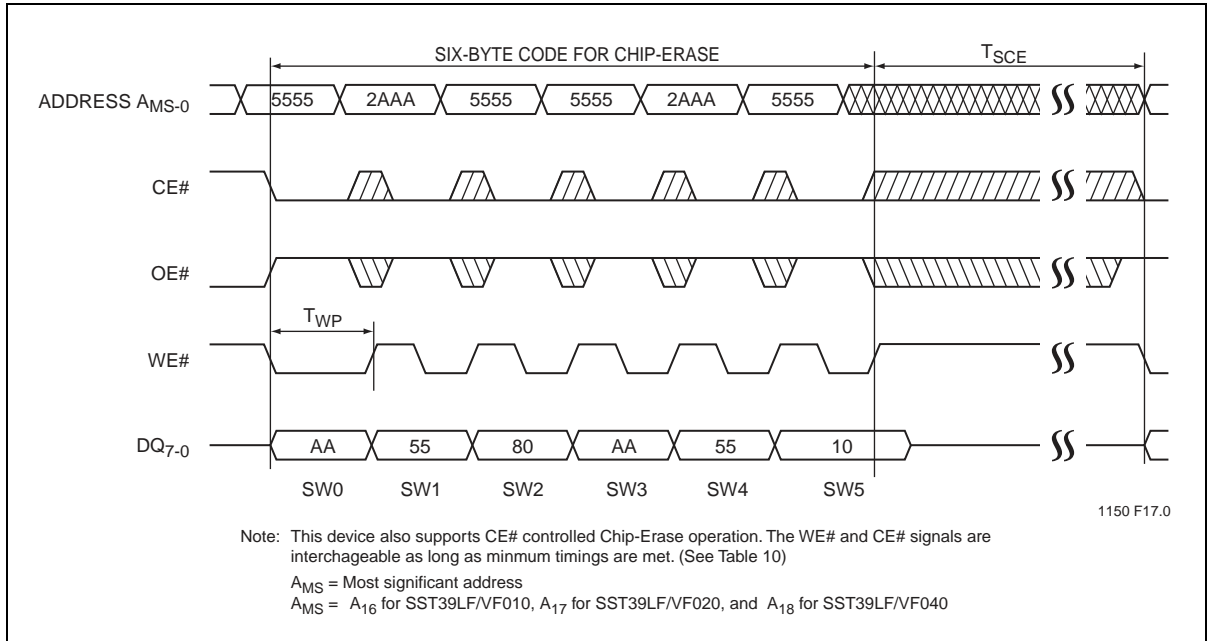 SIX-BYTE CODE FOR CHIP-ERASE TSCE
ADDRESS AMS-0 5555 2AAA 5555 5555 2AAA 5555
CE#
OE#
TWP
WE#
DQ7-0 AA 55 80 AA 55 10
SW0 SW1 SW2 SW3 SW4 SW5
1150 F17.0
Note: This device also supports CE# controlled Chip-Erase operation. The WE# and CE# signals are
interchageable as long as minmum timings are met. (See Table 10)
AMS = Most significant address
AMS = A16 for SST39LF/VF010, A17 for SST39LF/VF020, and A18 for SST39LF/VF040